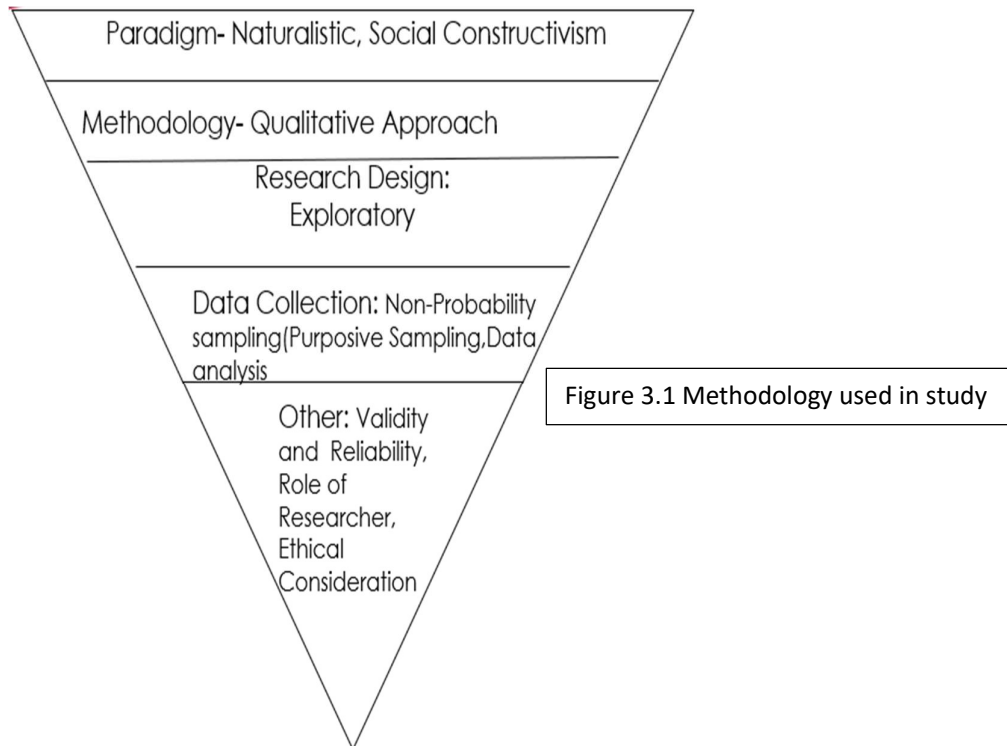 Paradigm- Naturalistic, Social Constructivism
Methodology- Qualitative Approach
Research Design:
Exploratory
Data Collection: Non-Probability
sampling(Purposive Sampling,Data
analysis
Other: Validity
and Reliability,
Role of
Researcher,
Ethical
Consideration
Figure 3.1 Methodology used in study